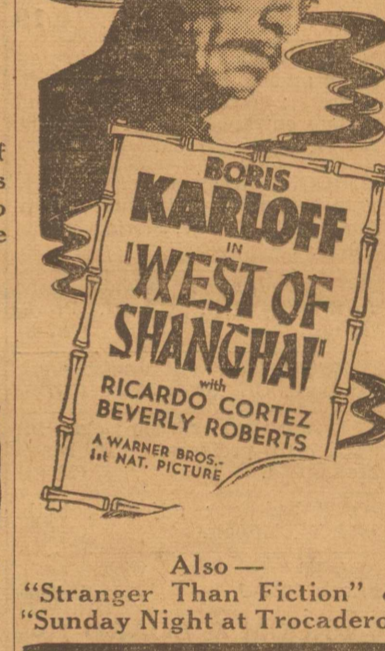 BORIS
KARLOFF
IN
'WEST OF
SHANGHAI"
with
RICARDO CORTEZ
BEVERLY ROBERTS
A WARNER BROS.-
1st NAT. PICTURE
Also —
"Stranger Than Fiction"
"Sunday Night at Trocadero